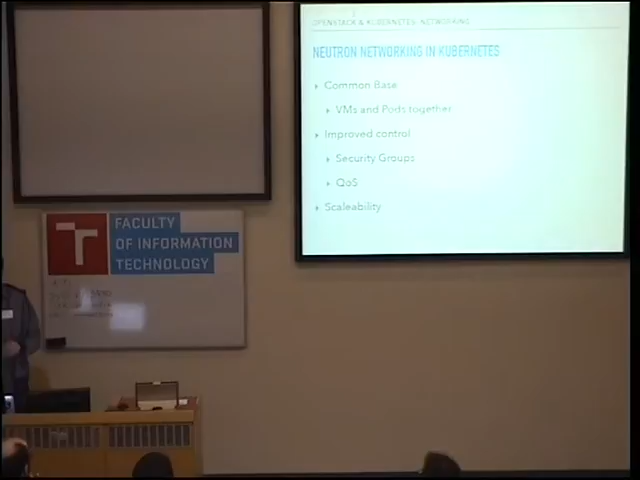 OPENSTACK & KUBERNETES: NETWORKING
NEUTRON NETWORKING IN KUBERNETES
Common Base
VMs and Pods together
Improved control
Security Groups
QoS
Scaleability
FACULTY
OF INFORMATION
TECHNOLOGY